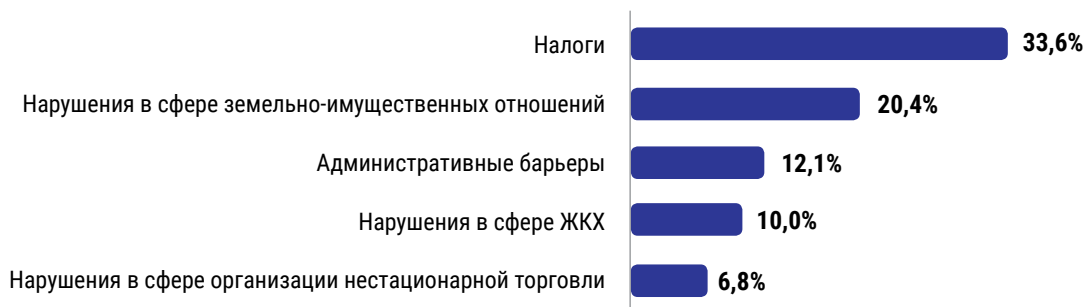 Налоги 33,6%
Нарушения в сфере земельно-имущественных отношений 20,4%
Административные барьеры 12,1%
Нарушения в сфере ЖКХ 10,0%
Нарушения в сфере организации нестационарной торговли 6,8%